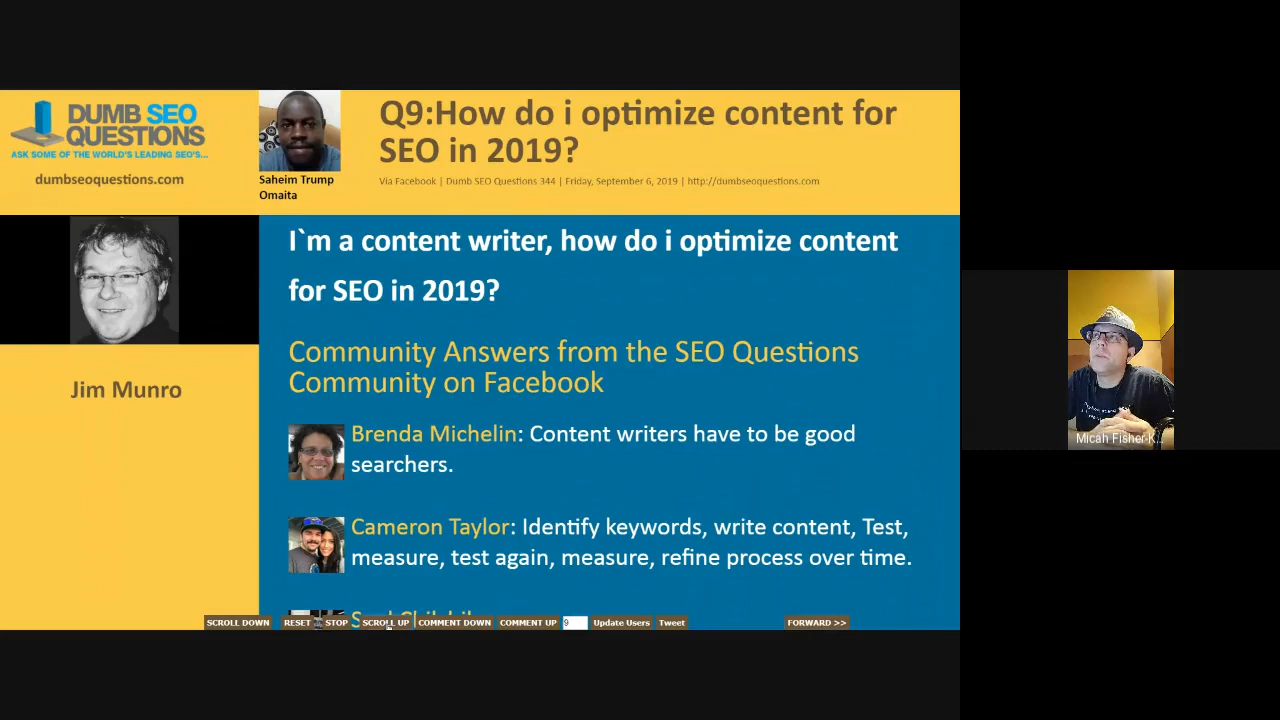 DUMB SEO
QUESTIONS
ASK SOME OF THE WORLD'S LEADING SEO'S...
dumbseoquestions.com
Saheim Trump
Omaita
Q9:How do i optimize content for
SEO in 2019?
Via Facebook | Dumb SEO Questions 344 | Friday, September 6, 2019 | http://dumbseoquestions.com
Jim Munro
I`m a content writer, how do i optimize content
for SEO in 2019?
Community Answers from the SEO Questions
Community on Facebook
Brenda Michelin: Content writers have to be good
searchers.
Cameron Taylor: Identify keywords, write content, Test,
measure, test again, measure, refine process over time.
SCROLL DOWN RESET STOP SCROLL UP COMMENT DOWN COMMENT UP 9 Update Users Tweet FORWARD >>
Micah Fisher-K...